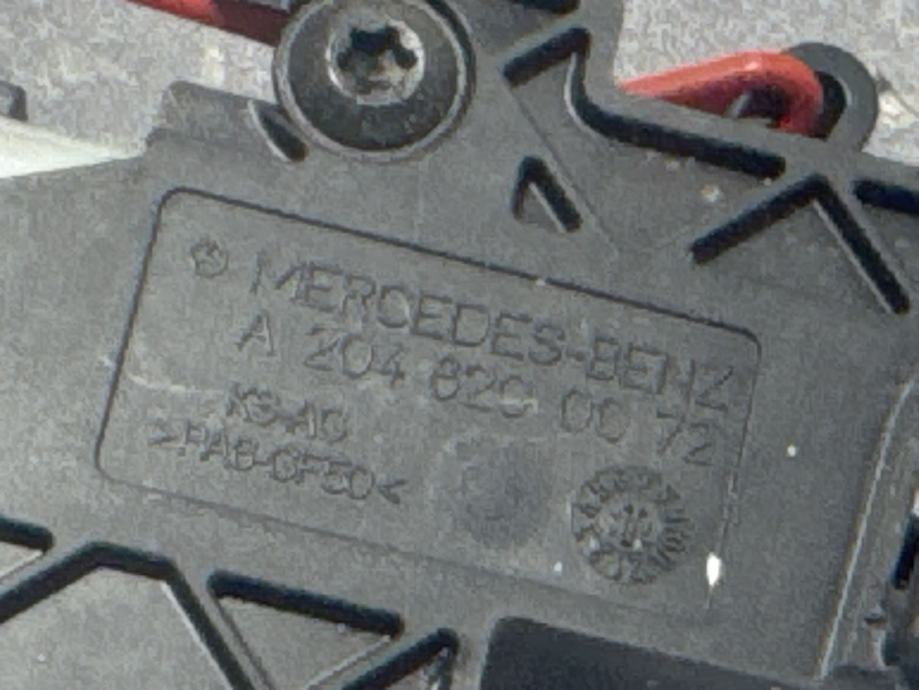 MERCEDES-BENZ
A 204 820 00 72
KS-AG
>PA6-GF50<